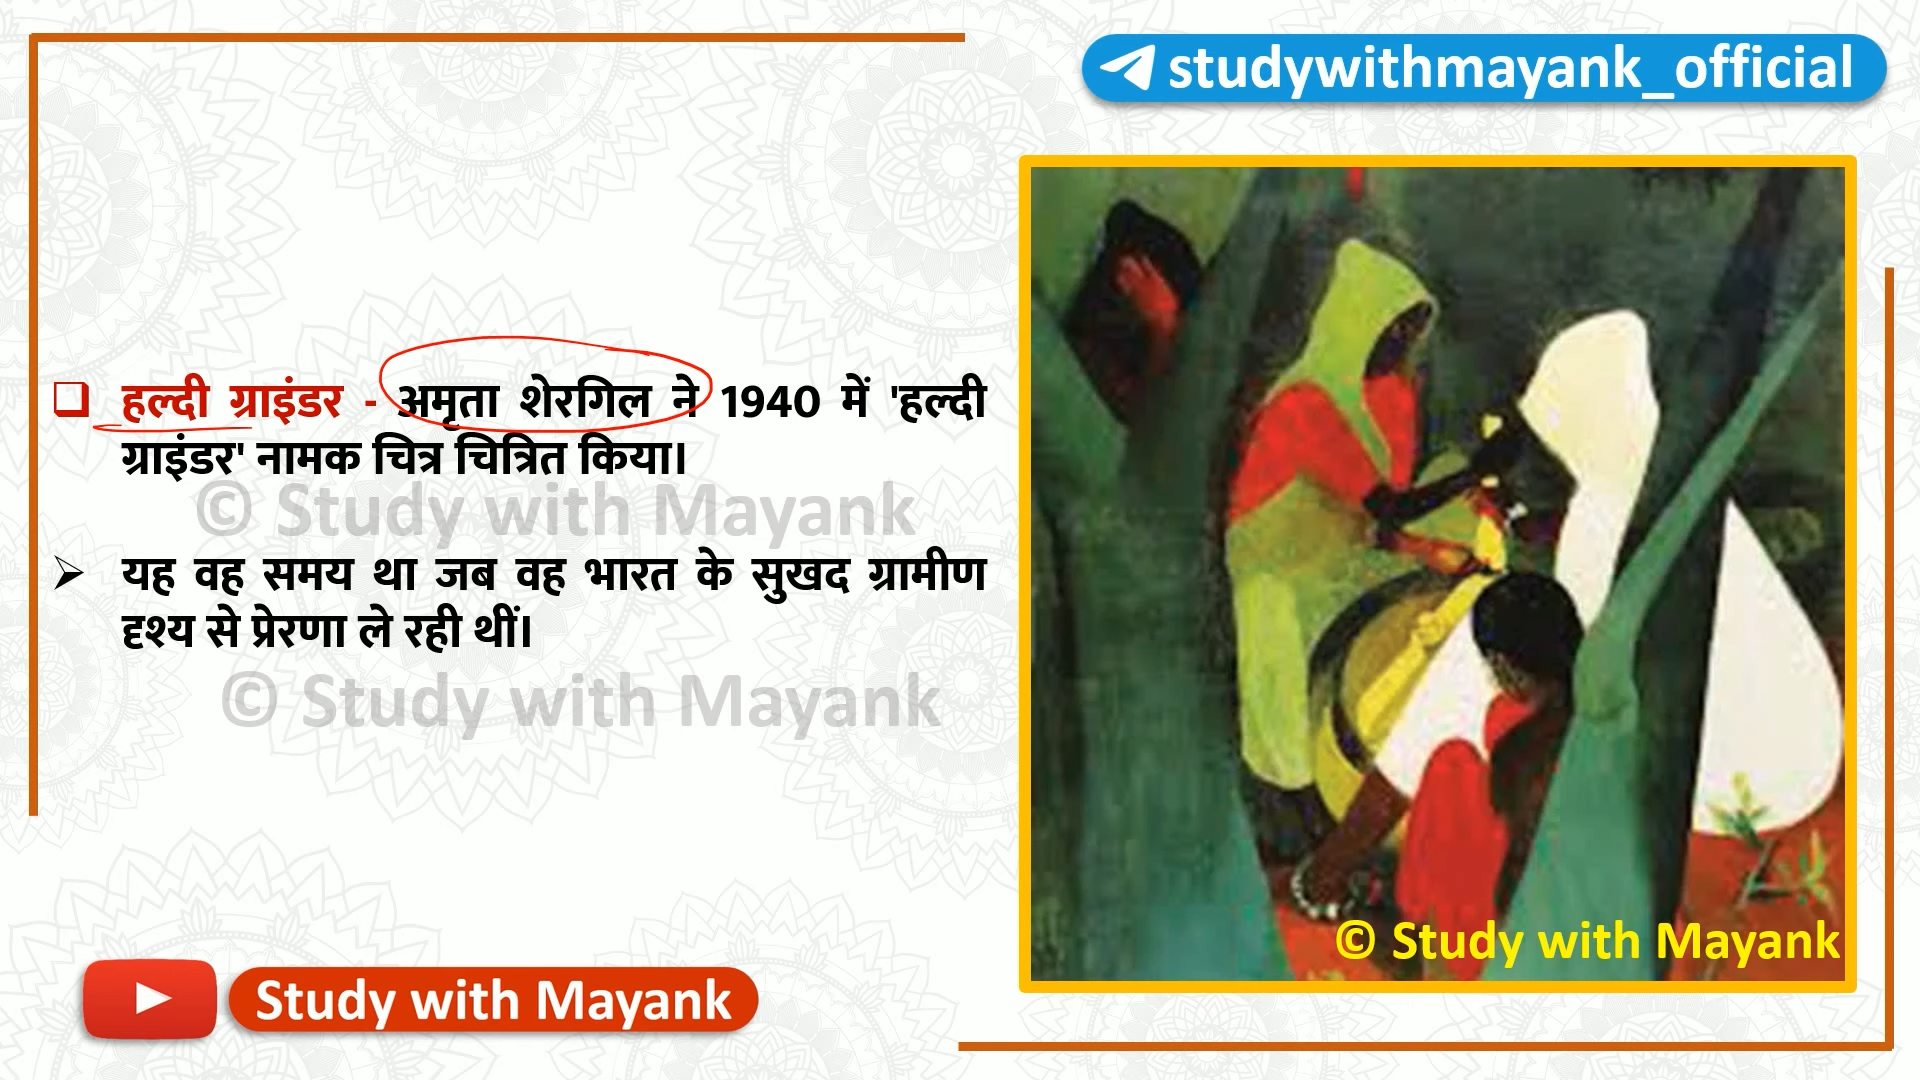 studywithmayank_official
हल्दी ग्राइंडर - अमृता शेरगिल ने 1940 में 'हल्दी
ग्राइंडर' नामक चित्र चित्रित किया।
© Study with Mayank
यह वह समय था जब वह भारत के सुखद ग्रामीण
दृश्य से प्रेरणा ले रही थीं।
© Study with Mayank
© Study with Mayank
Study with Mayank